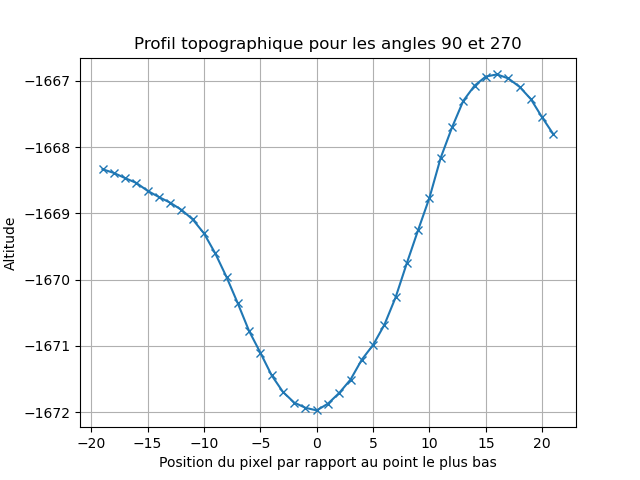 Profil topographique pour les angles 90 et 270
Altitude
−1667
−1668
−1669
−1670
−1671
−1672
−20 −15 −10 −5 0 5 10 15 20
Position du pixel par rapport au point le plus bas